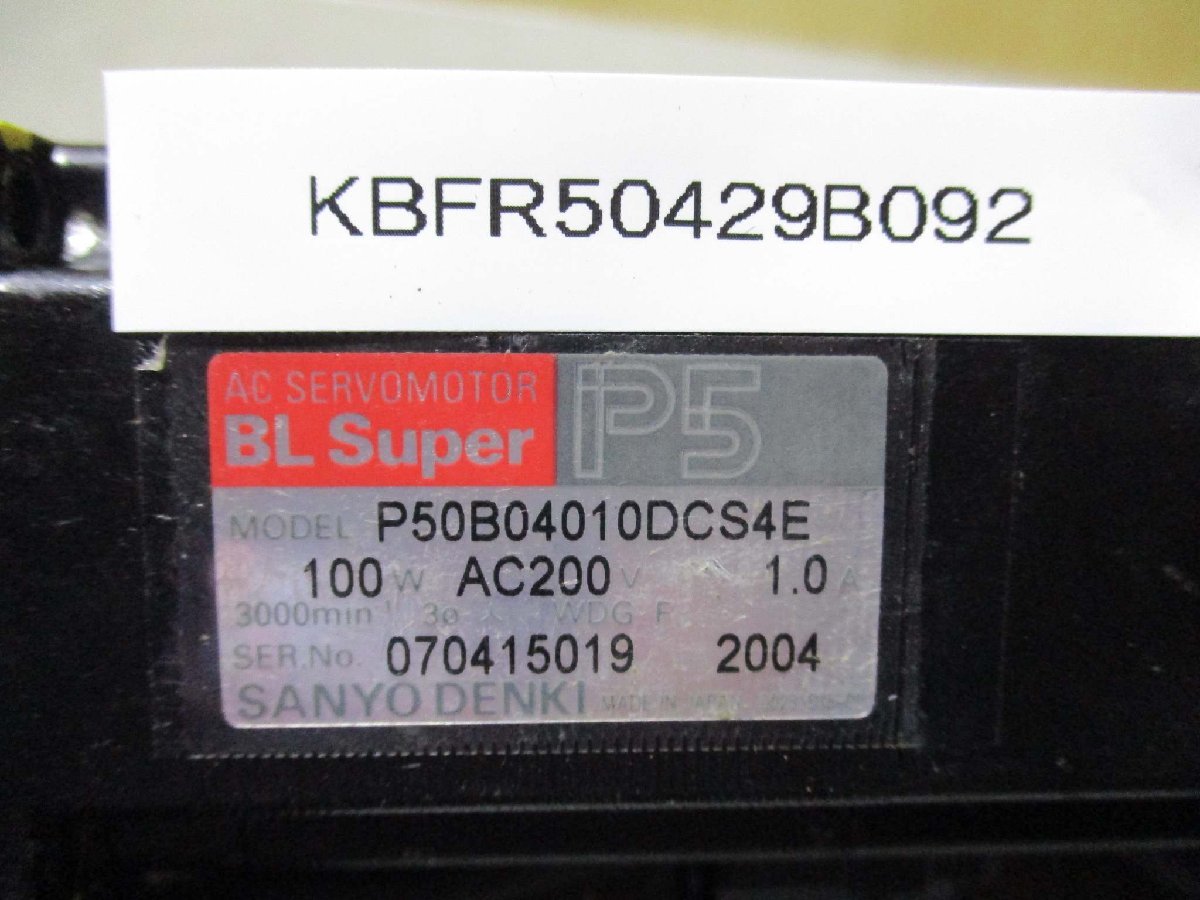 KBFR50429B092
AC SERVOMOTOR
BL Super P5
MODEL P50B04010DCS4E
100 W AC200 V 1.0 A
3000min⁻¹ 3ø WDG F
SER.No. 070415019 2004
SANYO DENKI MADE IN JAPAN